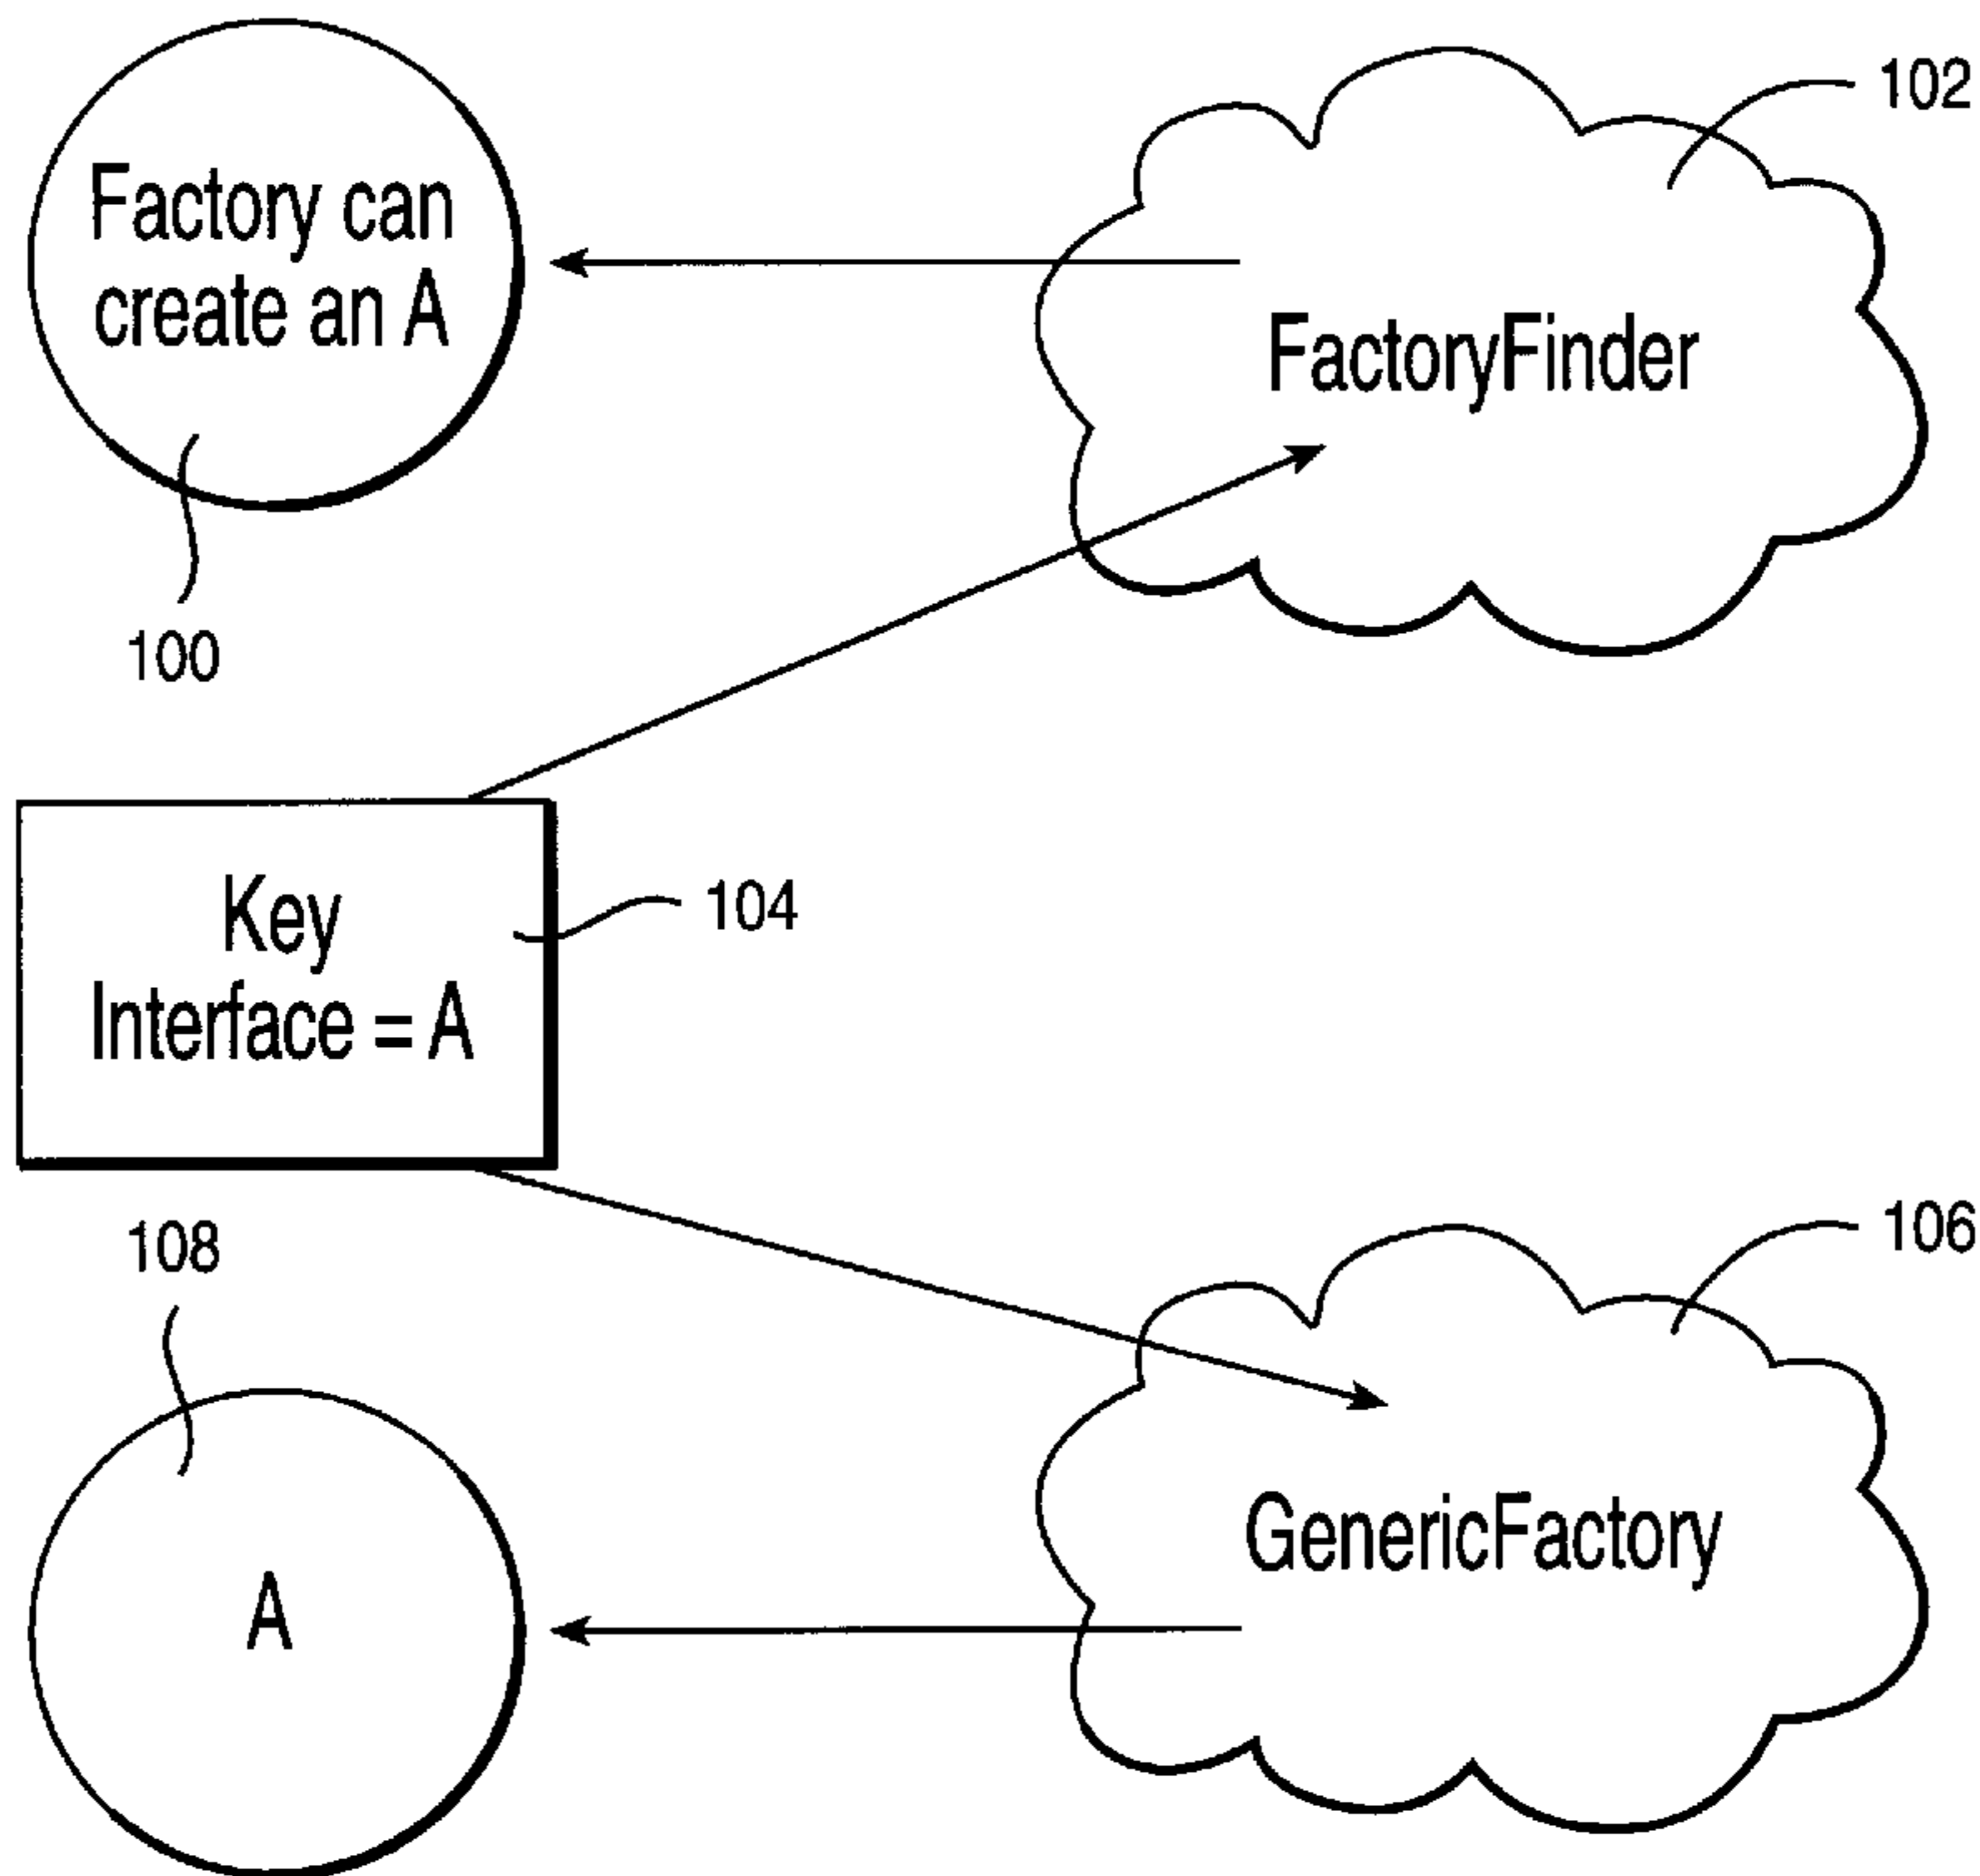 Factory can
create an A
100
102
FactoryFinder
Key
Interface = A
104
108
106
GenericFactory
A